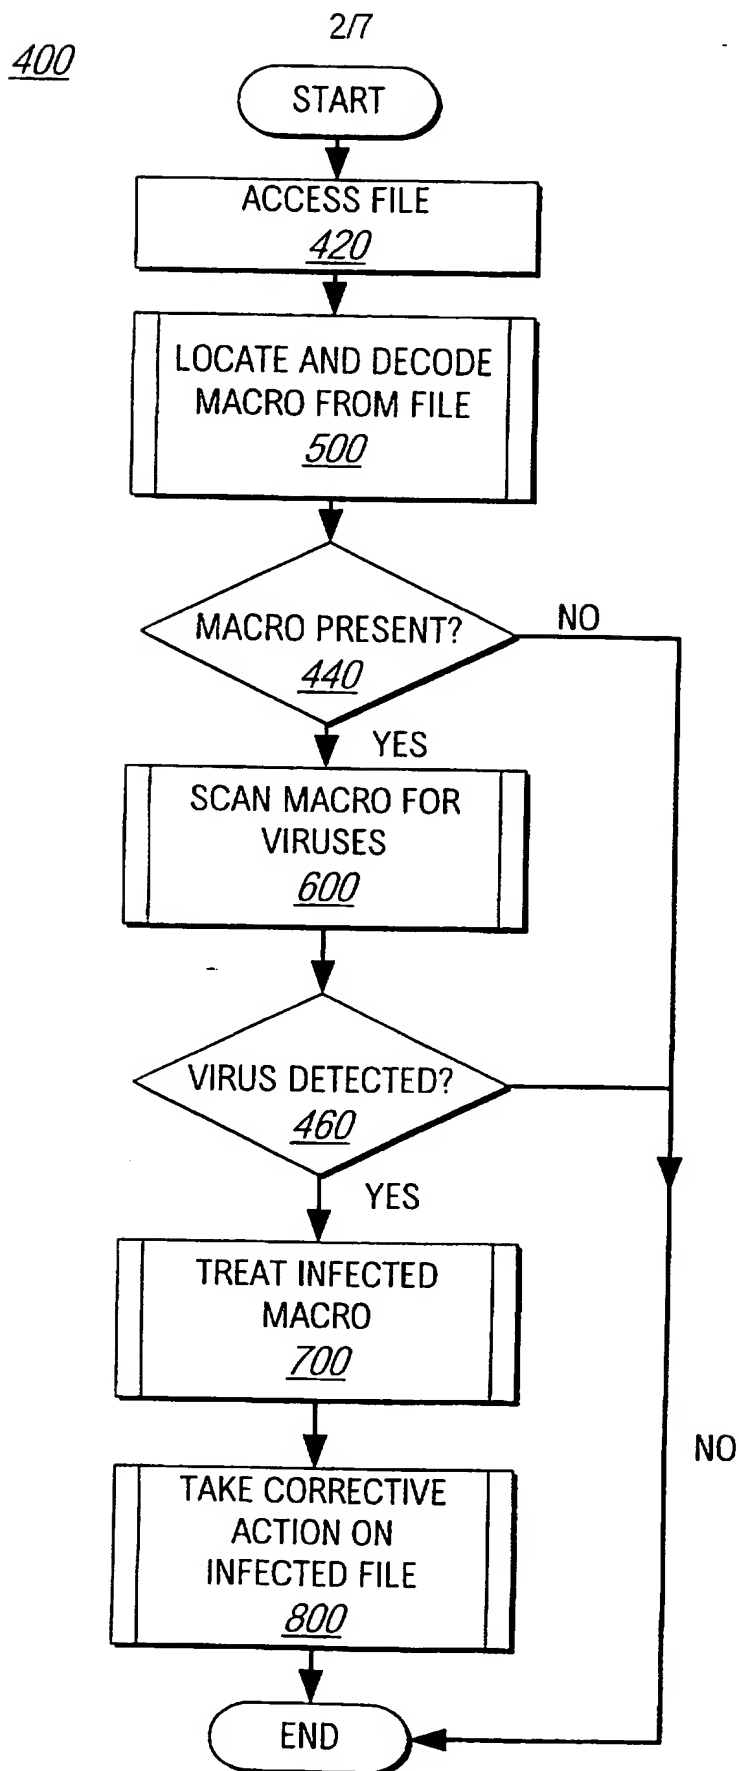 2/7
400
START
ACCESS FILE
420
LOCATE AND DECODE
MACRO FROM FILE
500
MACRO PRESENT?
440
NO
YES
SCAN MACRO FOR
VIRUSES
600
VIRUS DETECTED?
460
YES
TREAT INFECTED
MACRO
700
NO
TAKE CORRECTIVE
ACTION ON
INFECTED FILE
800
END